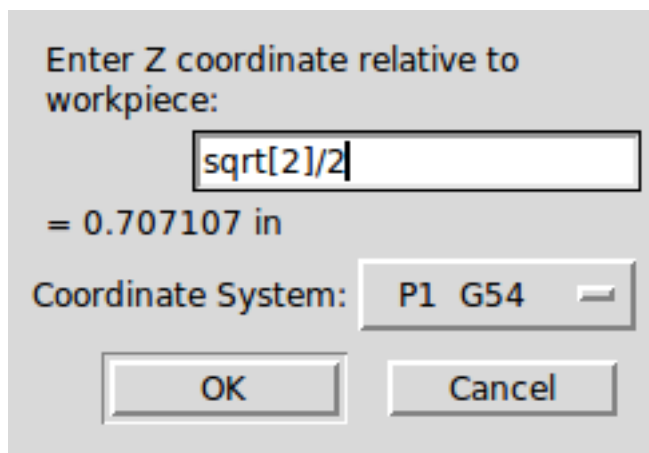 Enter Z coordinate relative to
workpiece:
sqrt[2]/2
= 0.707107 in
Coordinate System: P1 G54
OK Cancel